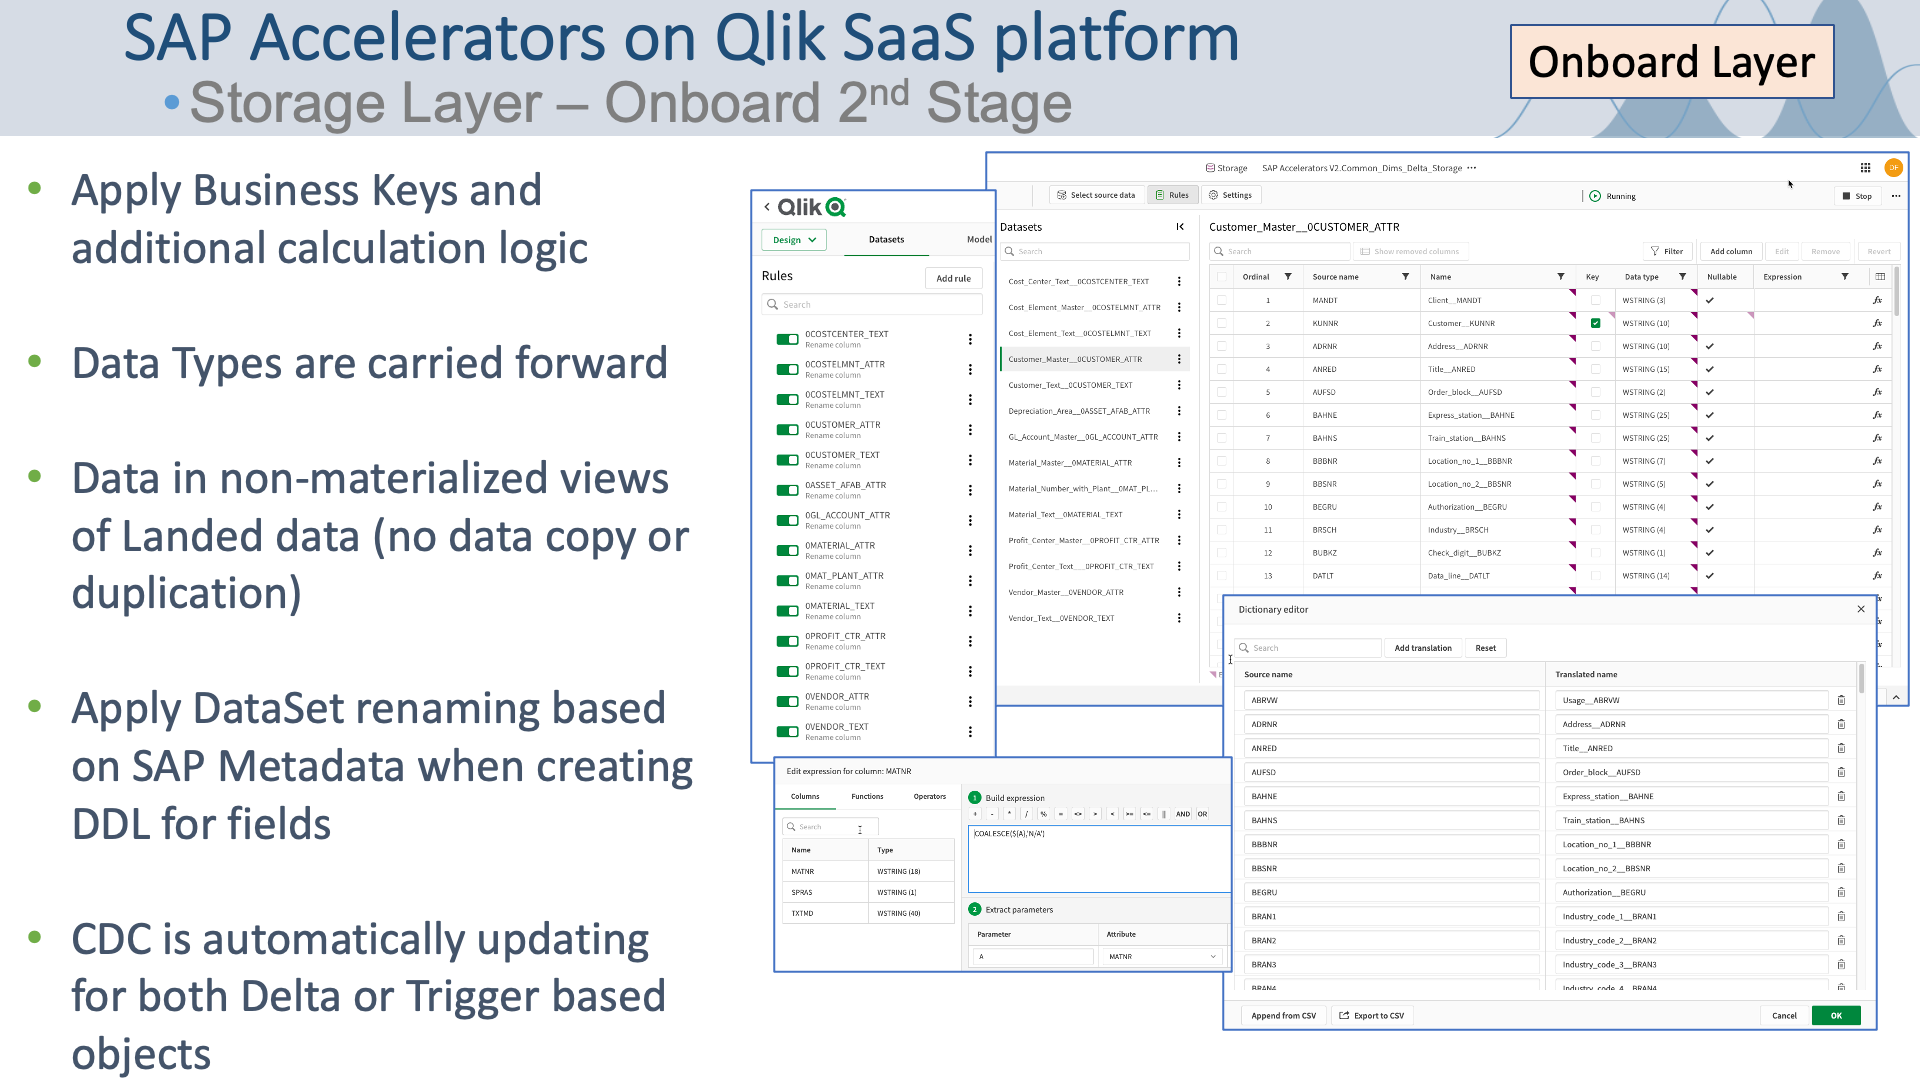 SAP Accelerators on Qlik SaaS platform
•Storage Layer – Onboard 2nd Stage
Onboard Layer
• Apply Business Keys and
additional calculation logic
• Data Types are carried forward
• Data in non-materialized views
of Landed data (no data copy or
duplication)
• Apply DataSet renaming based
on SAP Metadata when creating
DDL for fields
• CDC is automatically updating
for both Delta or Trigger based
objects
Qlik
Design
Datasets
Model
Rules
Add rule
Search
0COSTCENTER_TEXT
Rename column
0COSTELMNT_ATTR
Rename column
0COSTELMNT_TEXT
Rename column
0CUSTOMER_ATTR
Rename column
0CUSTOMER_TEXT
Rename column
0ASSET_AFAB_ATTR
Rename column
0GL_ACCOUNT_ATTR
Rename column
0MATERIAL_ATTR
Rename column
0MAT_PLANT_ATTR
Rename column
0MATERIAL_TEXT
Rename column
0PROFIT_CTR_ATTR
Rename column
0PROFIT_CTR_TEXT
Rename column
0VENDOR_ATTR
Rename column
0VENDOR_TEXT
Rename column
Storage SAP Accelerators V2.Common_Dims_Delta_Storage ···
DF
Select source data Rules Settings
Running
Stop ···
Datasets
Search
Cost_Center_Text__0COSTCENTER_TEXT
Cost_Element_Master__0COSTELMNT_ATTR
Cost_Element_Text__0COSTELMNT_TEXT
Customer_Master__0CUSTOMER_ATTR
Customer_Text__0CUSTOMER_TEXT
Depreciation_Area__0ASSET_AFAB_ATTR
GL_Account_Master__0GL_ACCOUNT_ATTR
Material_Master__0MATERIAL_ATTR
Material_Number_with_Plant__0MAT_PL...
Material_Text__0MATERIAL_TEXT
Profit_Center_Master__0PROFIT_CTR_ATTR
Profit_Center_Text__0PROFIT_CTR_TEXT
Vendor_Master__0VENDOR_ATTR
Vendor_Text__0VENDOR_TEXT
Customer_Master__0CUSTOMER_ATTR
Search Show removed columns Filter Add column Edit Remove Revert
Ordinal Source name Name Key Data type Nullable Expression
1 MANDT Client__MANDT WSTRING (3) fx
2 KUNNR Customer__KUNNR WSTRING (10) fx
3 ADRNR Address__ADRNR WSTRING (10) fx
4 ANRED Title__ANRED WSTRING (15) fx
5 AUFSD Order_block__AUFSD WSTRING (2) fx
6 BAHNE Express_station__BAHNE WSTRING (25) fx
7 BAHNS Train_station__BAHNS WSTRING (25) fx
8 BBBNR Location_no_1__BBBNR WSTRING (7) fx
9 BBSNR Location_no_2__BBSNR WSTRING (5) fx
10 BEGRU Authorization__BEGRU WSTRING (4) fx
11 BRSCH Industry__BRSCH WSTRING (4) fx
12 BUBKZ Check_digit__BUBKZ WSTRING (1) fx
13 DATLT Data_line__DATLT WSTRING (14) fx
Edit expression for column: MATNR
Columns Functions Operators
Search
Name Type
MATNR WSTRING (18)
SPRAS WSTRING (1)
TXTMD WSTRING (40)
1 Build expression
+ - * / % = <> > < >= <= || AND OR
COALESCE(${A},'N/A')
2 Extract parameters
Parameter Attribute
A MATNR
Dictionary editor
Search Add translation Reset
Source name Translated name
ABRVW Usage__ABRVW
ADRNR Address__ADRNR
ANRED Title__ANRED
AUFSD Order_block__AUFSD
BAHNE Express_station__BAHNE
BAHNS Train_station__BAHNS
BBBNR Location_no_1__BBBNR
BBSNR Location_no_2__BBSNR
BEGRU Authorization__BEGRU
BRAN1 Industry_code_1__BRAN1
BRAN2 Industry_code_2__BRAN2
BRAN3 Industry_code_3__BRAN3
BRAN4 Industry_code_4__BRAN4
Append from CSV Export to CSV Cancel OK